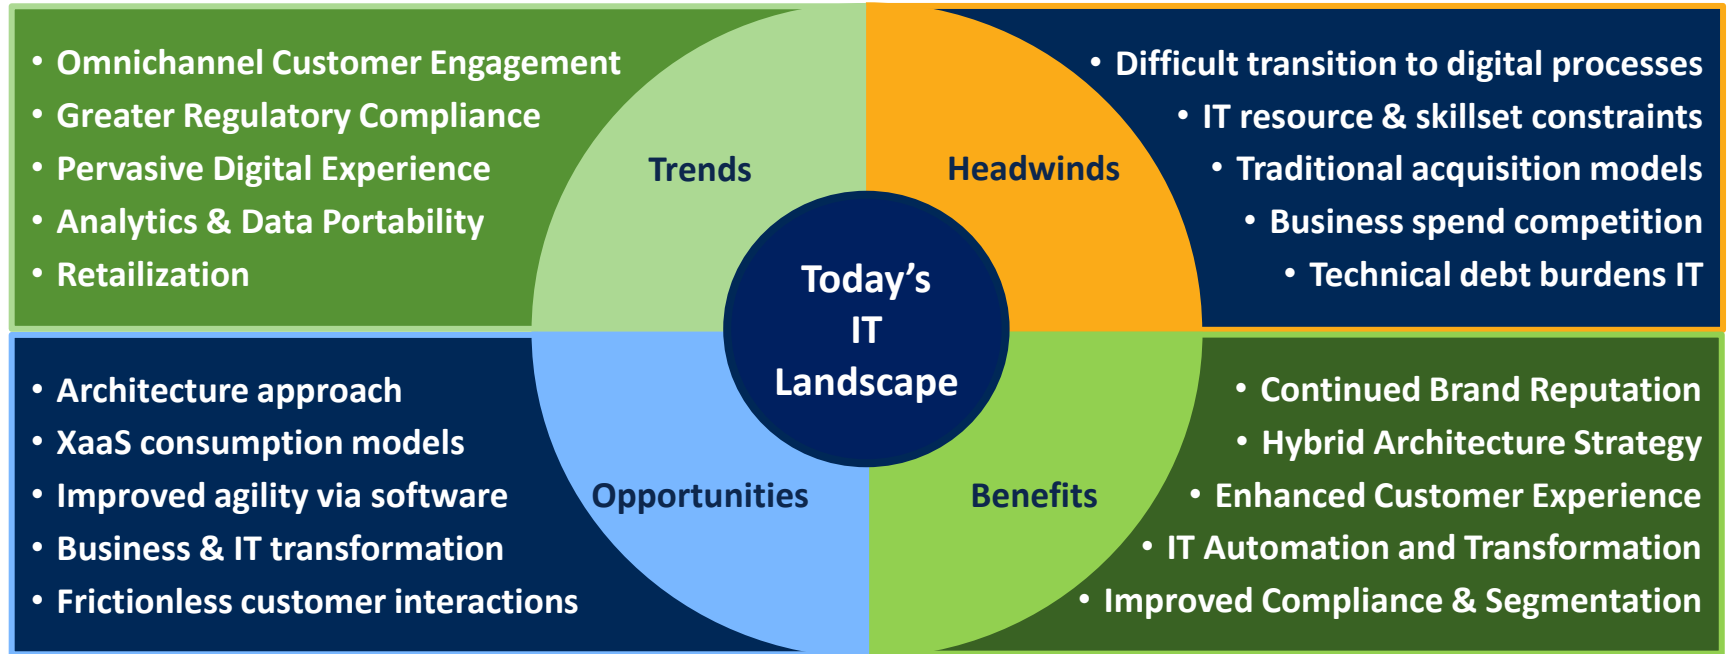 • Omnichannel Customer Engagement
• Greater Regulatory Compliance
• Pervasive Digital Experience
• Analytics & Data Portability
• Retailization
Trends
Headwinds
• Difficult transition to digital processes
• IT resource & skillset constraints
• Traditional acquisition models
• Business spend competition
• Technical debt burdens IT
Today’s
IT
Landscape
• Architecture approach
• XaaS consumption models
• Improved agility via software
• Business & IT transformation
• Frictionless customer interactions
Opportunities
Benefits
• Continued Brand Reputation
• Hybrid Architecture Strategy
• Enhanced Customer Experience
• IT Automation and Transformation
• Improved Compliance & Segmentation